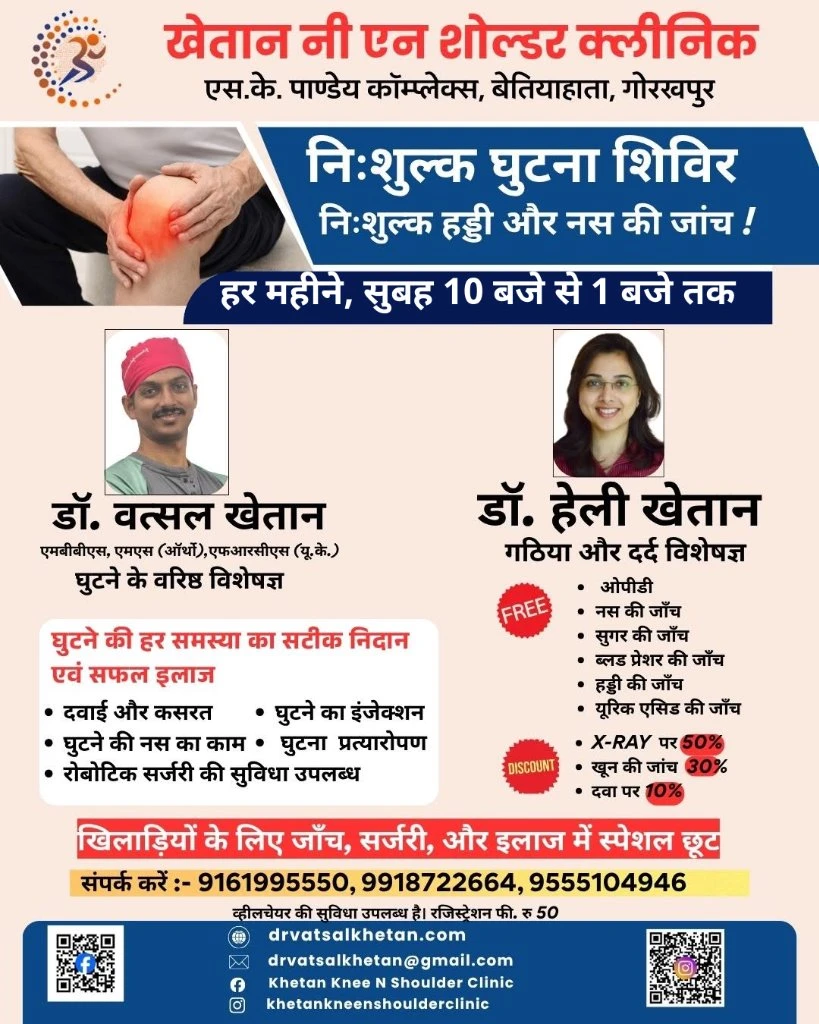 खेतान नी एन शोल्डर क्लीनिक
एस.के. पाण्डेय कॉम्प्लेक्स, बेतियाहाता, गोरखपुर
निःशुल्क घुटना शिविर
निःशुल्क हड्डी और नस की जांच !
हर महीने, सुबह 10 बजे से 1 बजे तक
डॉ. वत्सल खेतान
एमबीबीएस, एमएस (ऑर्थो),एफआरसीएस (यू.के.)
घुटने के वरिष्ठ विशेषज्ञ
डॉ. हेली खेतान
गठिया और दर्द विशेषज्ञ
FREE
• ओपीडी
• नस की जाँच
• सुगर की जाँच
• ब्लड प्रेशर की जाँच
• हड्डी की जाँच
• यूरिक एसिड की जाँच
घुटने की हर समस्या का सटीक निदान
एवं सफल इलाज
• दवाई और कसरत • घुटने का इंजेक्शन
• घुटने की नस का काम • घुटना प्रत्यारोपण
• रोबोटिक सर्जरी की सुविधा उपलब्ध
DISCOUNT
• X-RAY पर 50%
• खून की जांच 30%
• दवा पर 10%
खिलाड़ियों के लिए जाँच, सर्जरी, और इलाज में स्पेशल छूट
संपर्क करें :- 9161995550, 9918722664, 9555104946
व्हीलचेयर की सुविधा उपलब्ध है। रजिस्ट्रेशन फी. रु 50
drvatsalkhetan.com
drvatsalkhetan@gmail.com
Khetan Knee N Shoulder Clinic
khetankneenshoulderclinic